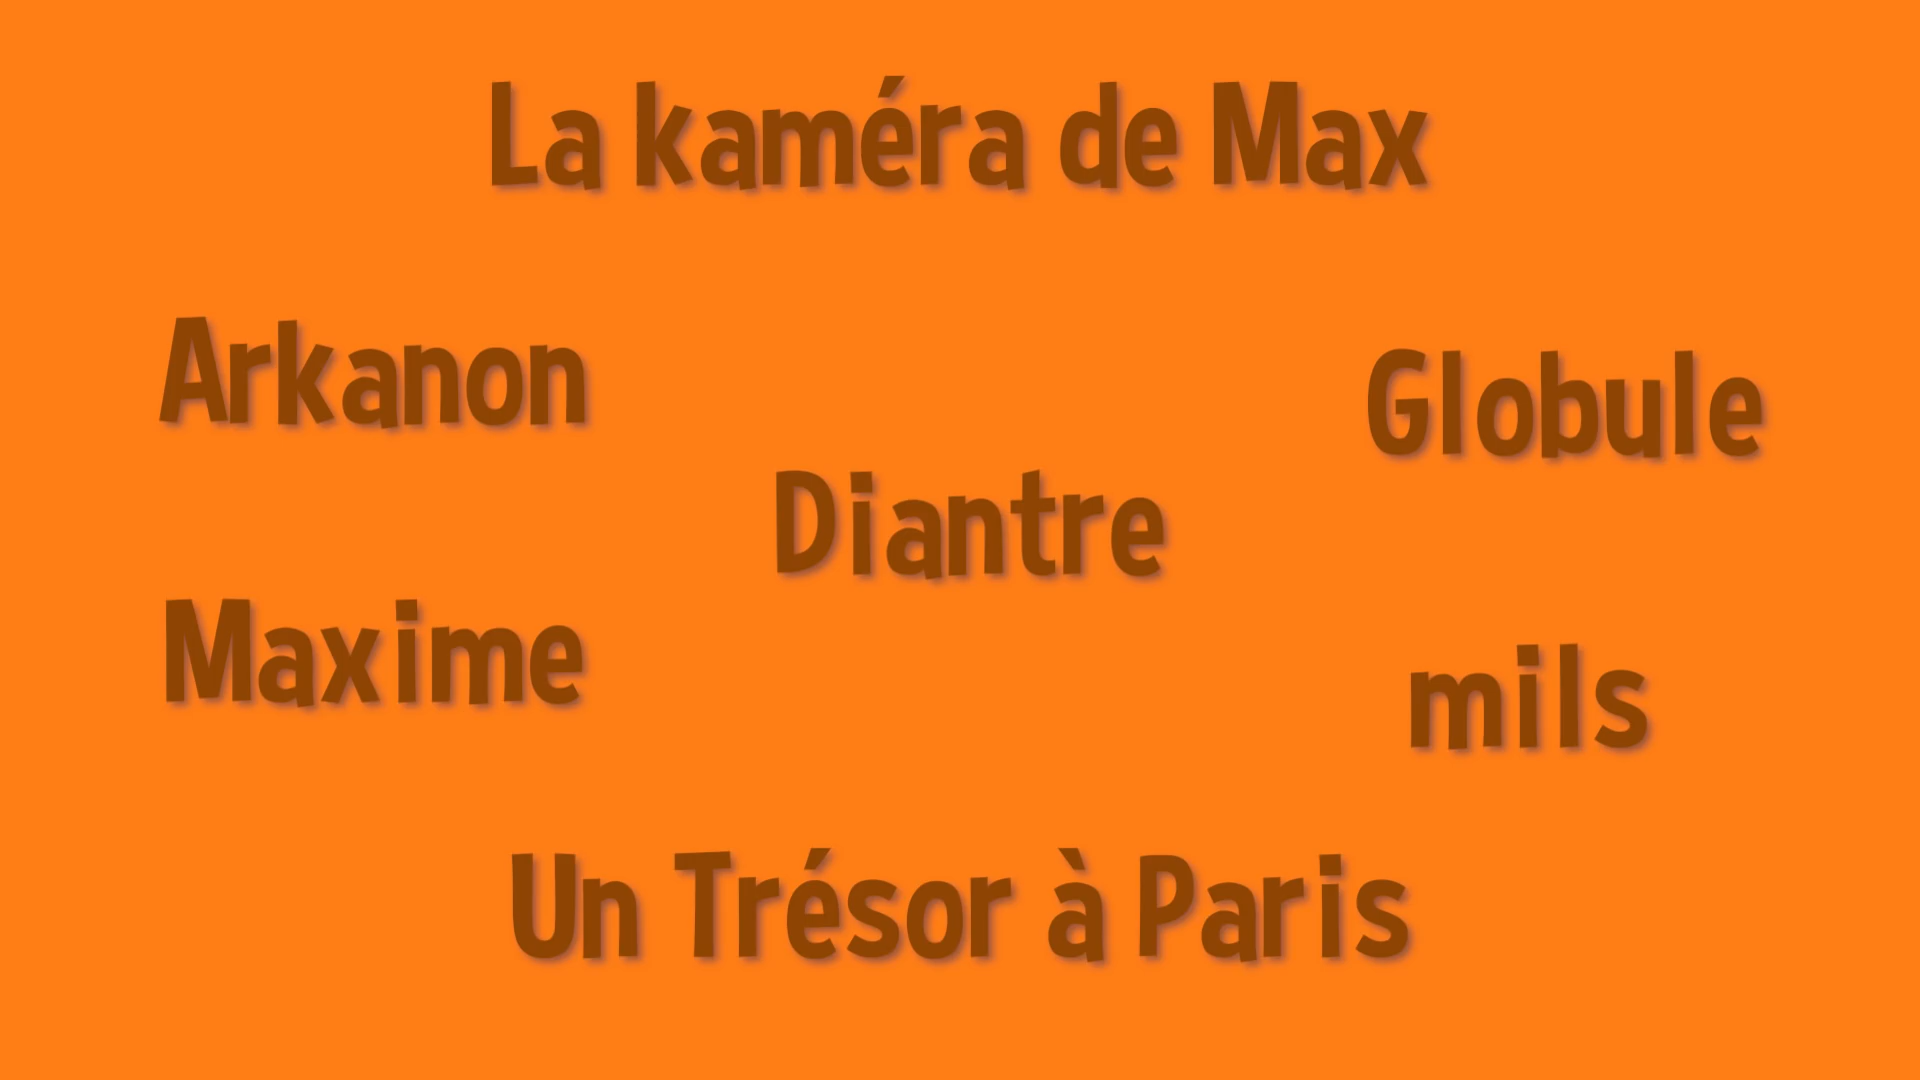 La kaméra de Max
Arkanon
Globule
Diantre
Maxime
mils
Un Trésor à Paris